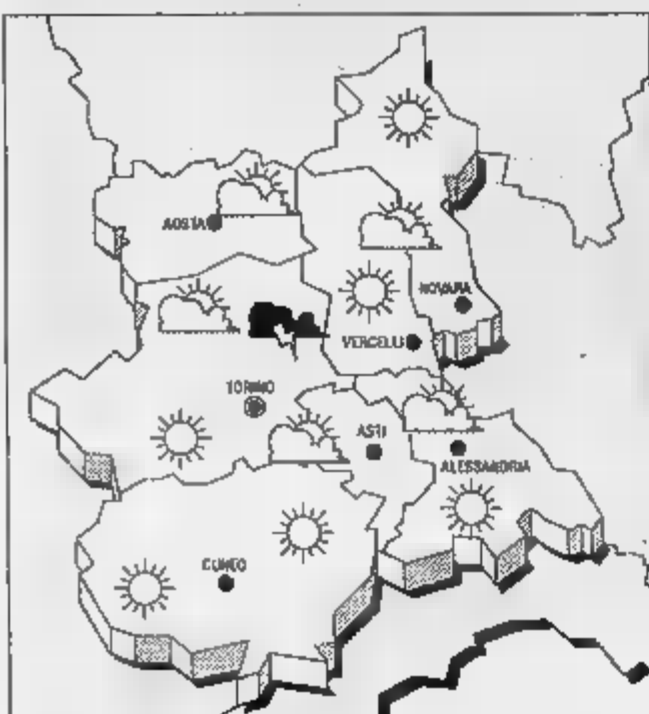 AOSTA
NOVARA
VERCELLI
TORINO
ASTI
ALESSANDRIA
CUNEO